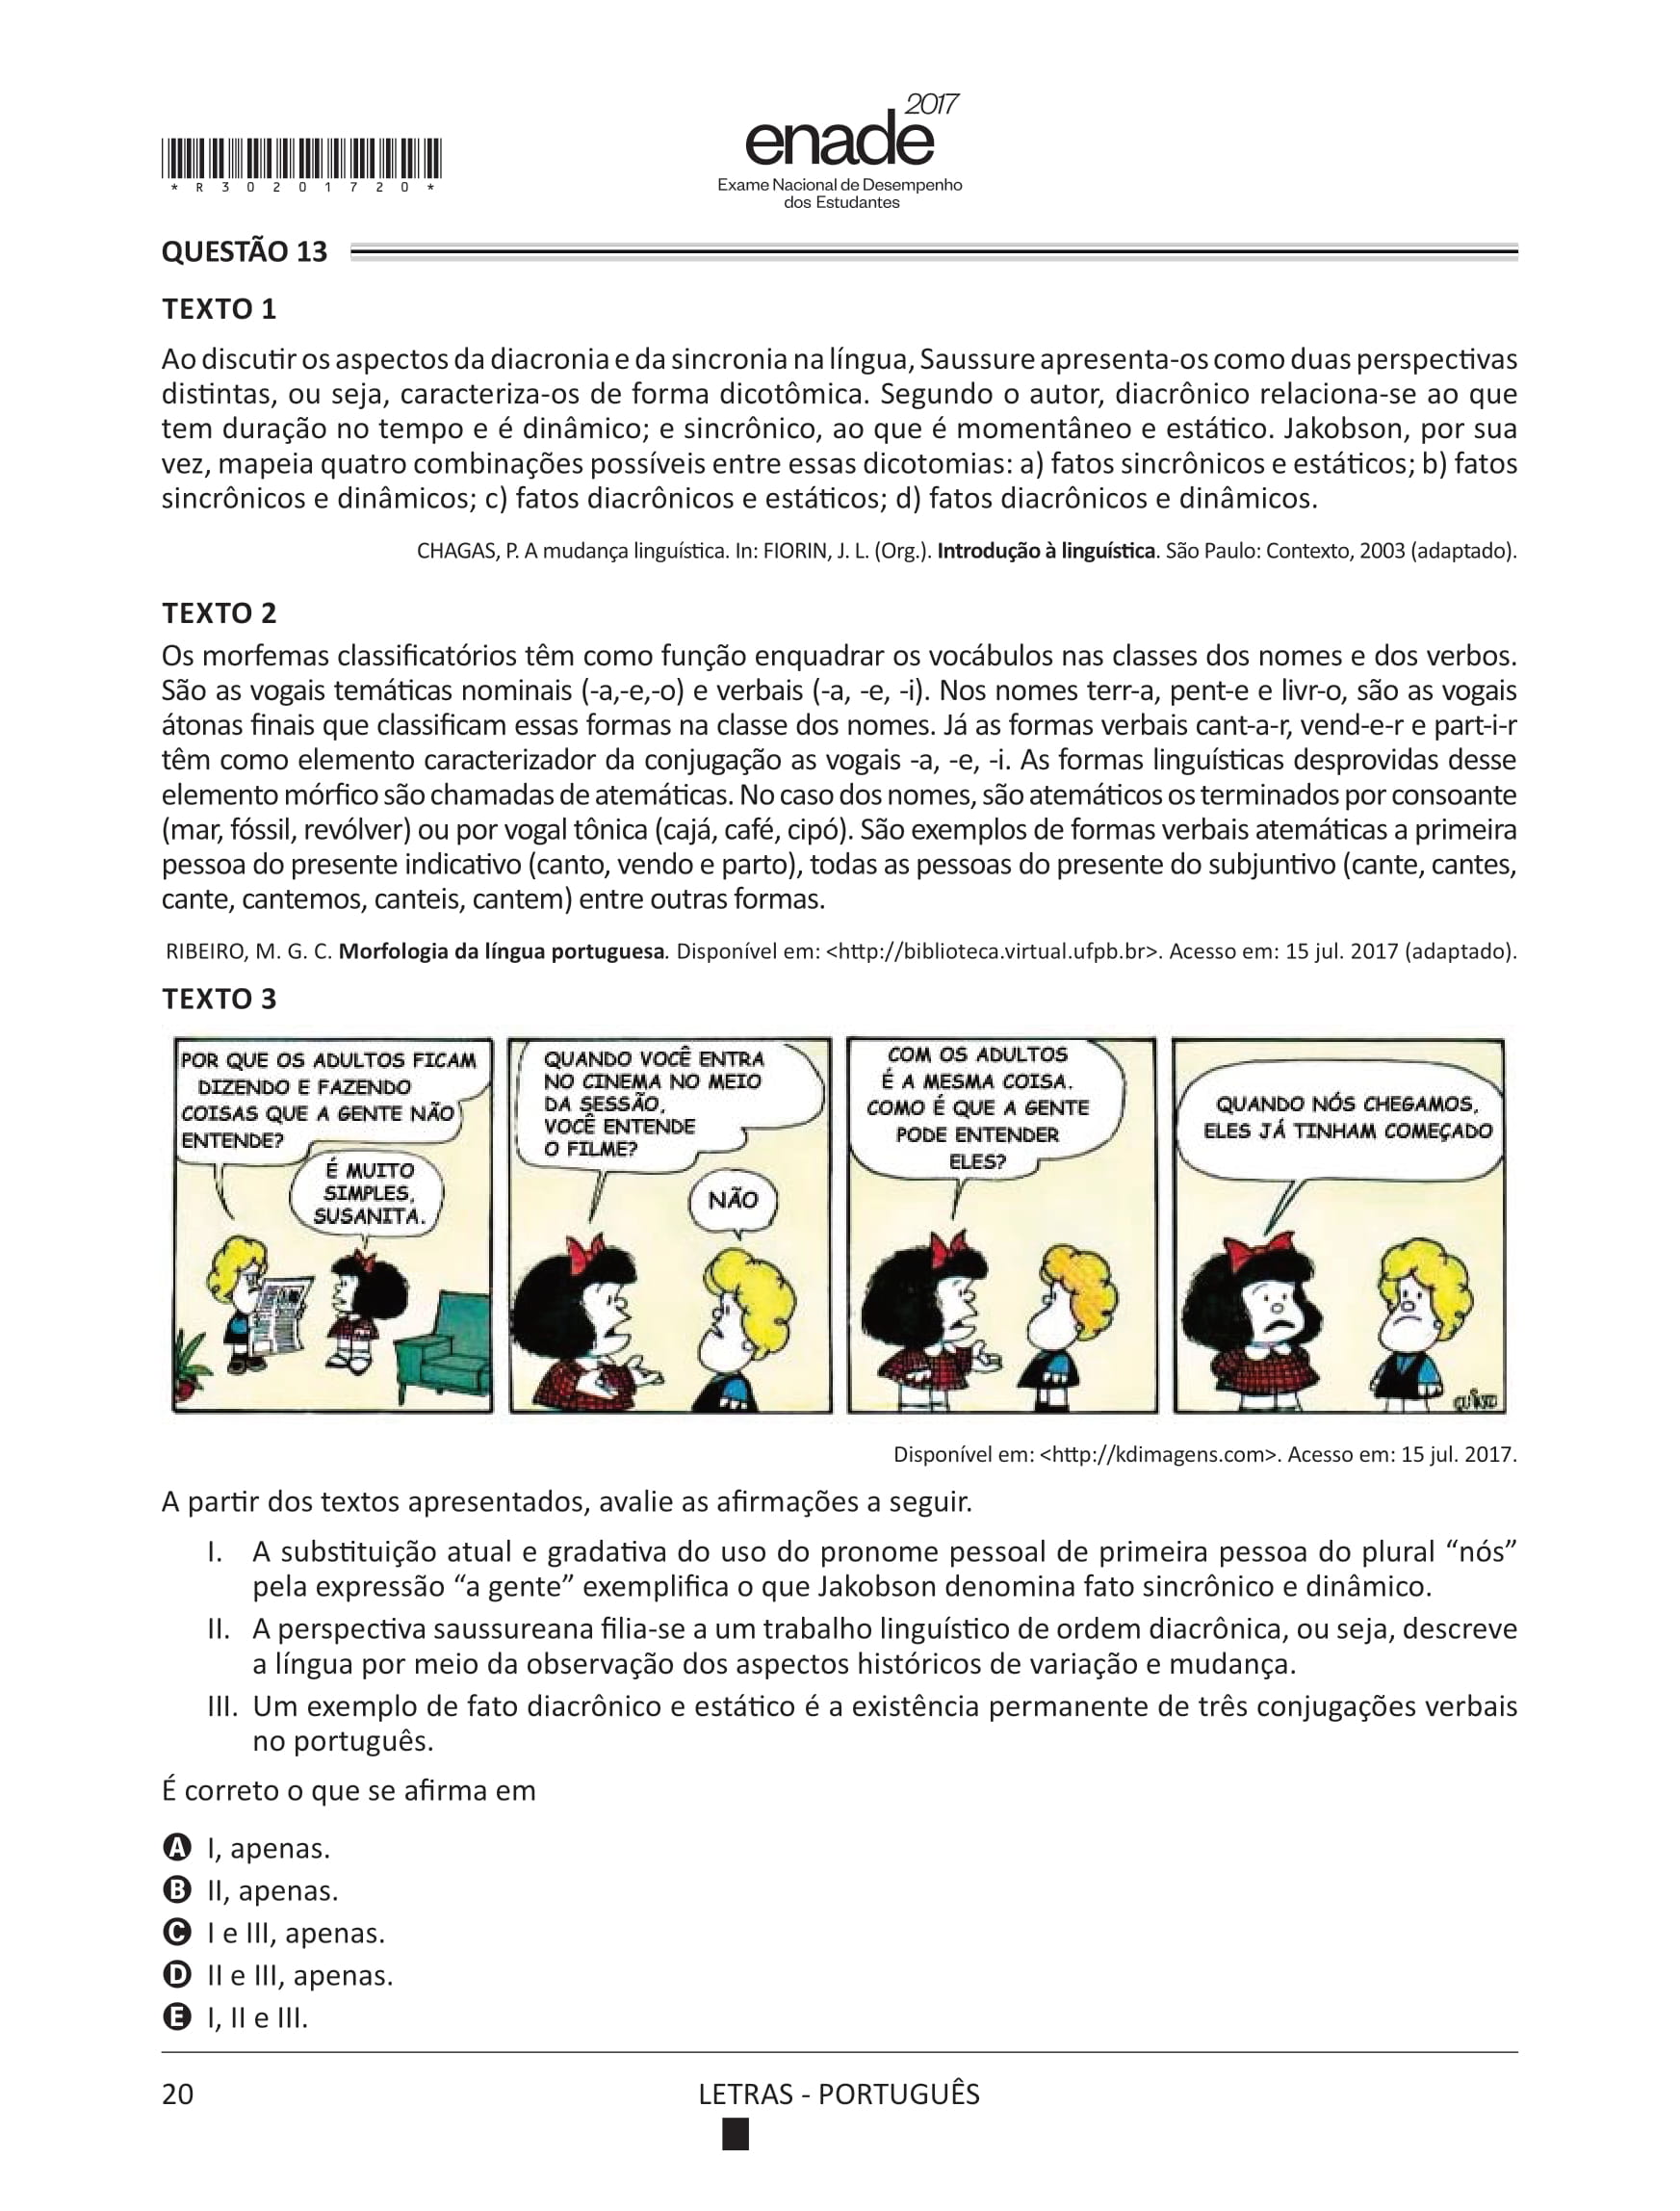 2017
enade
Exame Nacional de Desempenho
dos Estudantes
* R 3 0 2 0 1 7 2 0 *
QUESTÃO 13
TEXTO 1
Ao discutir os aspectos da diacronia e da sincronia na língua, Saussure apresenta-os como duas perspectivas
distintas, ou seja, caracteriza-os de forma dicotômica. Segundo o autor, diacrônico relaciona-se ao que
tem duração no tempo e é dinâmico; e sincrônico, ao que é momentâneo e estático. Jakobson, por sua
vez, mapeia quatro combinações possíveis entre essas dicotomias: a) fatos sincrônicos e estáticos; b) fatos
sincrônicos e dinâmicos; c) fatos diacrônicos e estáticos; d) fatos diacrônicos e dinâmicos.
CHAGAS, P. A mudança linguística. In: FIORIN, J. L. (Org.). Introdução à linguística. São Paulo: Contexto, 2003 (adaptado).
TEXTO 2
Os morfemas classificatórios têm como função enquadrar os vocábulos nas classes dos nomes e dos verbos.
São as vogais temáticas nominais (-a,-e,-o) e verbais (-a, -e, -i). Nos nomes terr-a, pent-e e livr-o, são as vogais
átonas finais que classificam essas formas na classe dos nomes. Já as formas verbais cant-a-r, vend-e-r e part-i-r
têm como elemento caracterizador da conjugação as vogais -a, -e, -i. As formas linguísticas desprovidas desse
elemento mórfico são chamadas de atemáticas. No caso dos nomes, são atemáticos os terminados por consoante
(mar, fóssil, revólver) ou por vogal tônica (cajá, café, cipó). São exemplos de formas verbais atemáticas a primeira
pessoa do presente indicativo (canto, vendo e parto), todas as pessoas do presente do subjuntivo (cante, cantes,
cante, cantemos, canteis, cantem) entre outras formas.
RIBEIRO, M. G. C. Morfologia da língua portuguesa. Disponível em: <http://biblioteca.virtual.ufpb.br>. Acesso em: 15 jul. 2017 (adaptado).
TEXTO 3
POR QUE OS ADULTOS FICAM
DIZENDO E FAZENDO
COISAS QUE A GENTE NÃO
ENTENDE?
É MUITO
SIMPLES,
SUSANITA.
QUANDO VOCÊ ENTRA
NO CINEMA NO MEIO
DA SESSÃO,
VOCÊ ENTENDE
O FILME?
NÃO
COM OS ADULTOS
É A MESMA COISA.
COMO É QUE A GENTE
PODE ENTENDER
ELES?
QUANDO NÓS CHEGAMOS,
ELES JÁ TINHAM COMEÇADO
QUINO
Disponível em: <http://kdimagens.com>. Acesso em: 15 jul. 2017.
A partir dos textos apresentados, avalie as afirmações a seguir.
I. A substituição atual e gradativa do uso do pronome pessoal de primeira pessoa do plural “nós”
pela expressão “a gente” exemplifica o que Jakobson denomina fato sincrônico e dinâmico.
II. A perspectiva saussureana filia-se a um trabalho linguístico de ordem diacrônica, ou seja, descreve
a língua por meio da observação dos aspectos históricos de variação e mudança.
III. Um exemplo de fato diacrônico e estático é a existência permanente de três conjugações verbais
no português.
É correto o que se afirma em
A I, apenas.
B II, apenas.
C I e III, apenas.
D II e III, apenas.
E I, II e III.
20
LETRAS - PORTUGUÊS